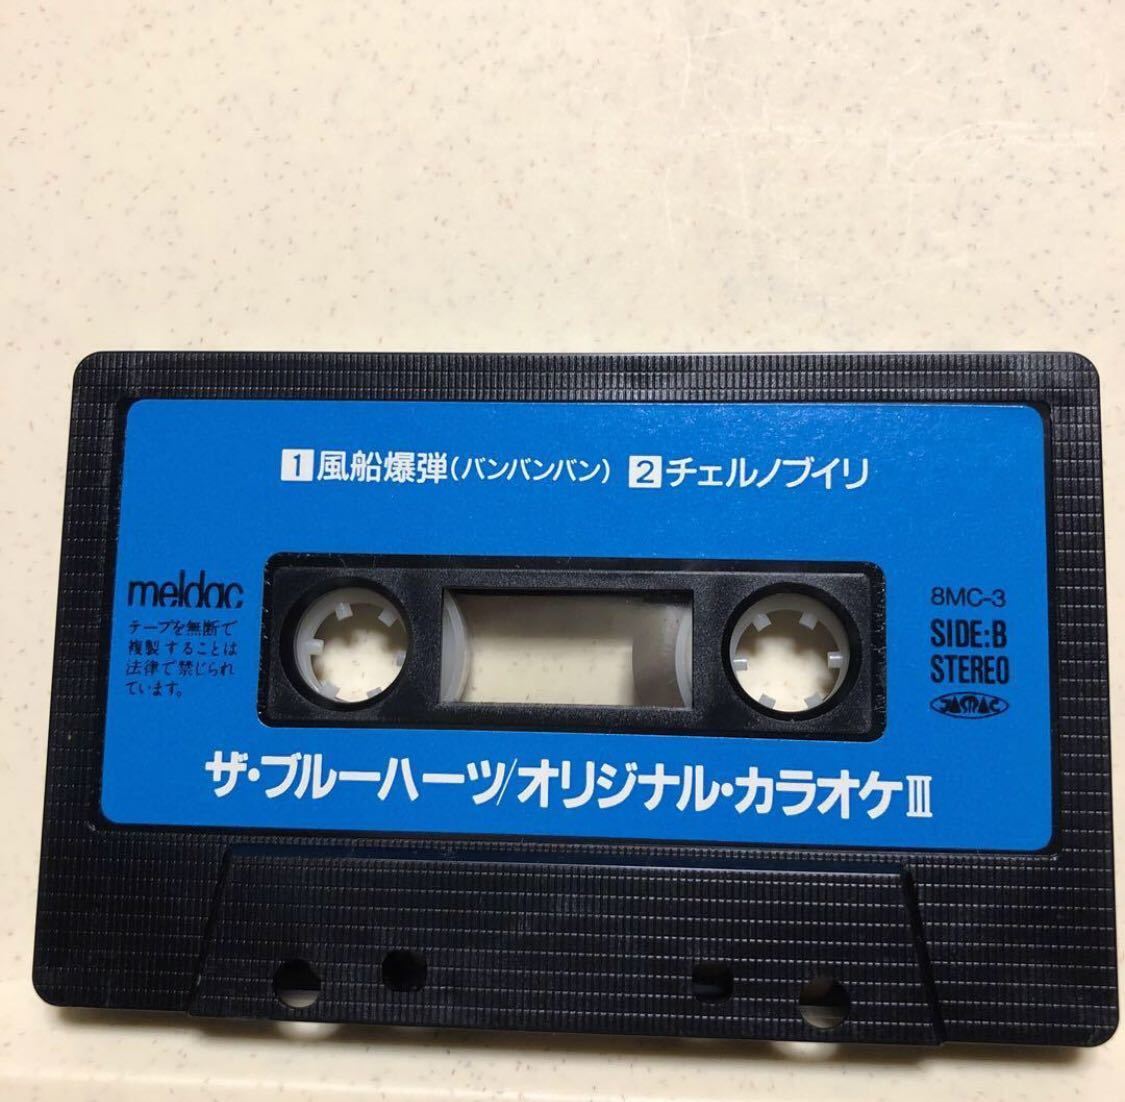 1 風船爆弾(バンバンバン) 2 チェルノブイリ
meldac
テープを無断で
複製することは
法律で禁じられ
ています。
8MC-3
SIDE:B
STEREO
JASRAC
ザ・ブルーハーツ/オリジナル・カラオケIII